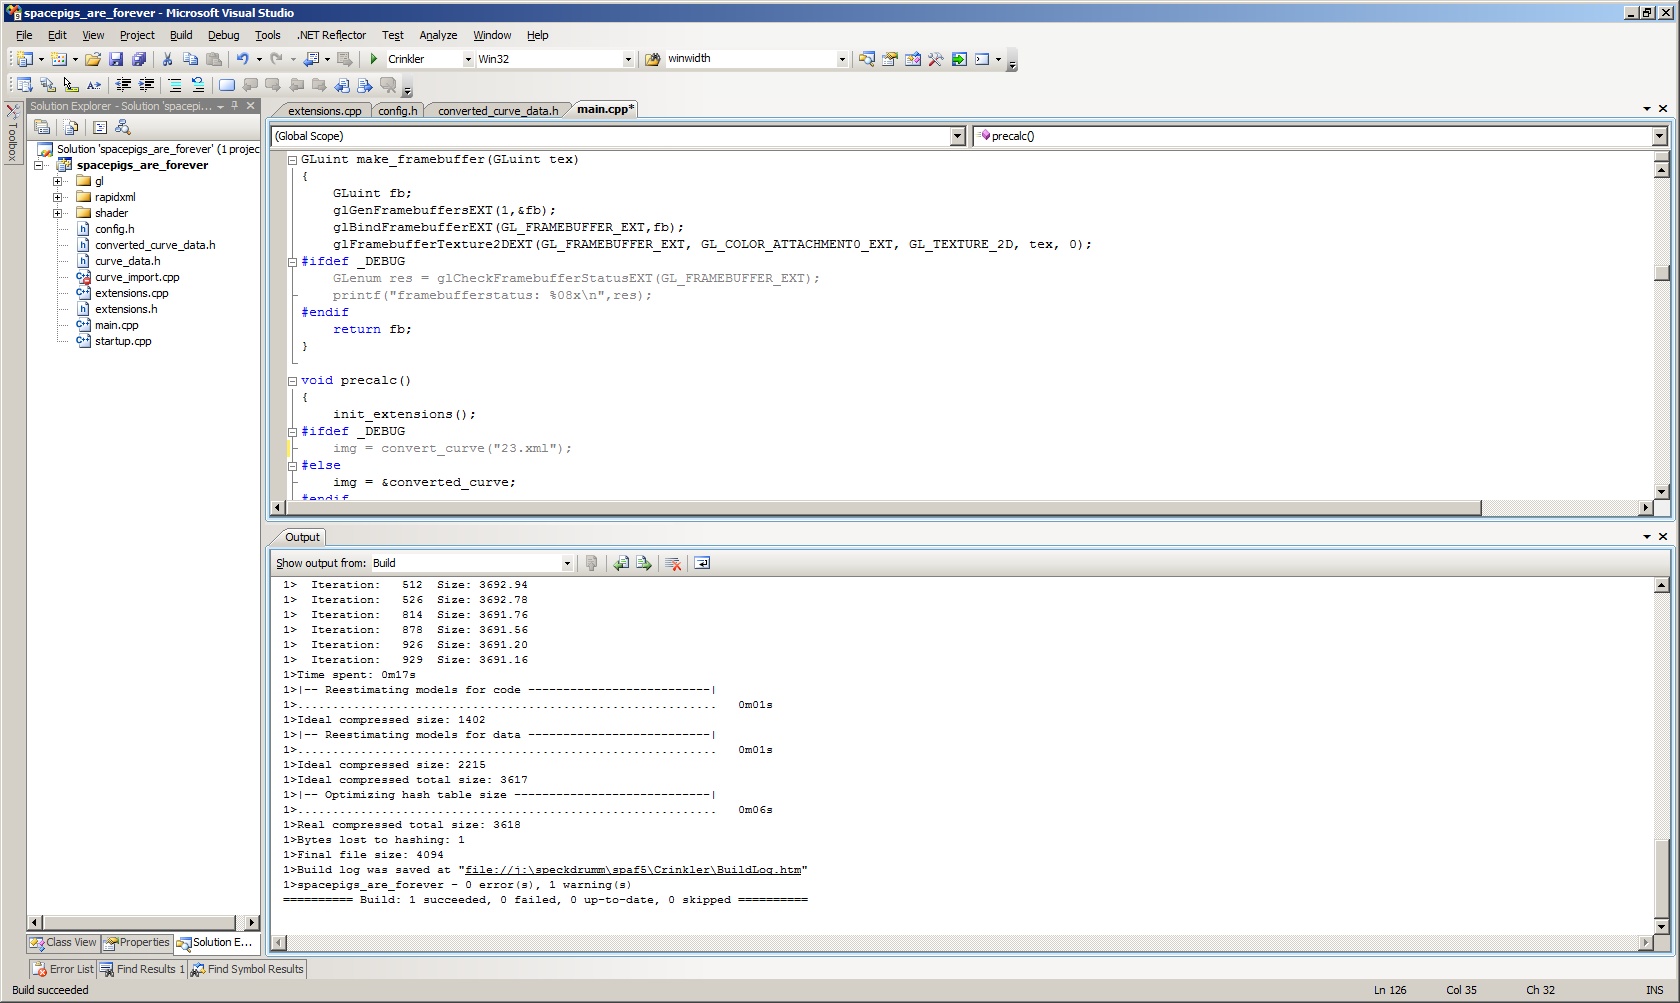 spacepigs_are_forever - Microsoft Visual Studio
File Edit View Project Build Debug Tools .NET Reflector Test Analyze Window Help
Crinkler Win32 winwidth
Toolbox
Solution Explorer - Solution 'spacepi...
Solution 'spacepigs_are_forever' (1 projec
spacepigs_are_forever
gl
rapidxml
shader
config.h
converted_curve_data.h
curve_data.h
curve_import.cpp
extensions.cpp
extensions.h
main.cpp
startup.cpp
Class View Properties Solution E...
extensions.cpp config.h converted_curve_data.h main.cpp*
(Global Scope) precalc()
GLuint make_framebuffer(GLuint tex)
{
GLuint fb;
glGenFramebuffersEXT(1,&fb);
glBindFramebufferEXT(GL_FRAMEBUFFER_EXT,fb);
glFramebufferTexture2DEXT(GL_FRAMEBUFFER_EXT, GL_COLOR_ATTACHMENT0_EXT, GL_TEXTURE_2D, tex, 0);
#ifdef _DEBUG
GLenum res = glCheckFramebufferStatusEXT(GL_FRAMEBUFFER_EXT);
printf("framebufferstatus: %08x\n",res);
#endif
return fb;
}
void precalc()
{
init_extensions();
#ifdef _DEBUG
img = convert_curve("23.xml");
#else
img = &converted_curve;
#endif
Output
Show output from: Build
1>  Iteration:   512  Size: 3692.94
1>  Iteration:   526  Size: 3692.78
1>  Iteration:   814  Size: 3691.76
1>  Iteration:   878  Size: 3691.56
1>  Iteration:   926  Size: 3691.20
1>  Iteration:   929  Size: 3691.16
1>Time spent: 0m17s
1>|-- Reestimating models for code --------------------------|
1>............................................................   0m01s
1>Ideal compressed size: 1402
1>|-- Reestimating models for data --------------------------|
1>............................................................   0m01s
1>Ideal compressed size: 2215
1>Ideal compressed total size: 3617
1>|-- Optimizing hash table size ----------------------------|
1>............................................................   0m06s
1>Real compressed total size: 3618
1>Bytes lost to hashing: 1
1>Final file size: 4094
1>Build log was saved at "file://j:\speckdrumm\spaf5\Crinkler\BuildLog.htm"
1>spacepigs_are_forever - 0 error(s), 1 warning(s)
========== Build: 1 succeeded, 0 failed, 0 up-to-date, 0 skipped ==========
Error List Find Results 1 Find Symbol Results
Build succeeded Ln 126 Col 35 Ch 32 INS